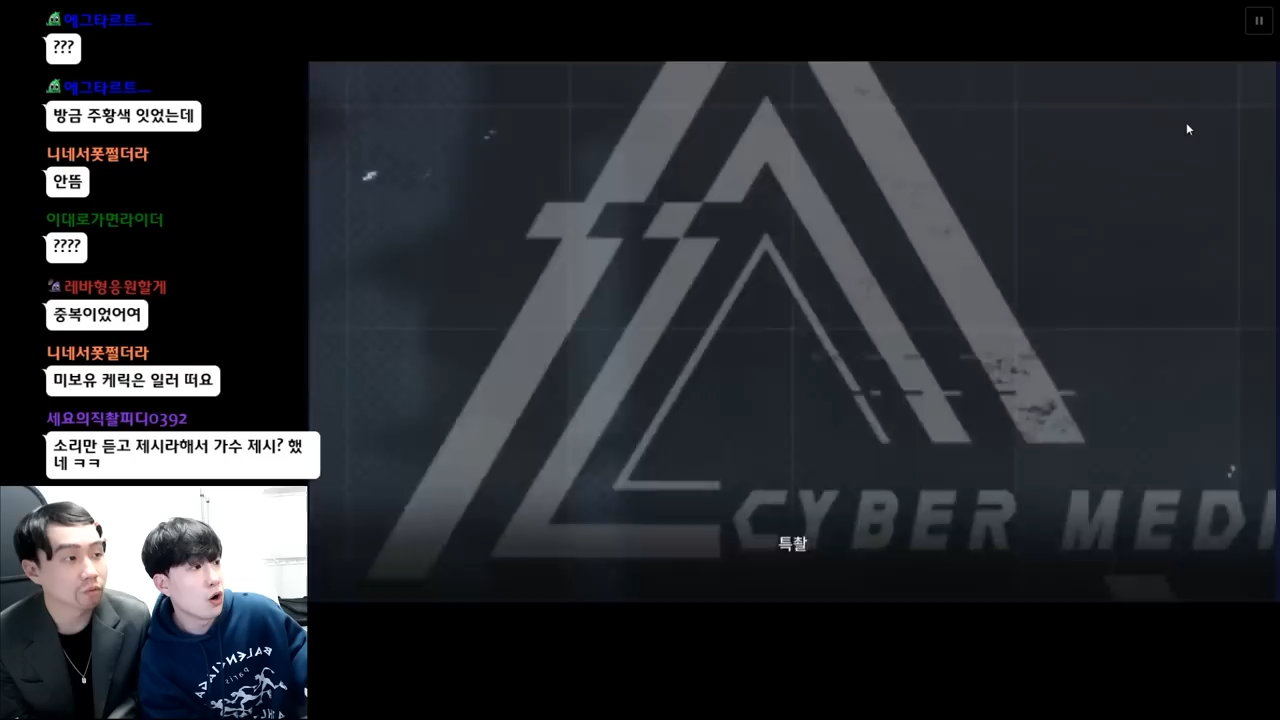 에그타르트...
???
에그타르트...
방금 주황색 잇었는데
니네서폿쩔더라
안뜸
이대로가면라이더
????
레바형응원할게
중복이었어여
니네서폿쩔더라
미보유 케릭은 일러 떠요
세요의직촬피디0392
소리만 듣고 제시라해서 가수 제시? 했
네 ㅋㅋ
CYBER MEDI
특촬
BALENCIAGA
PARIS